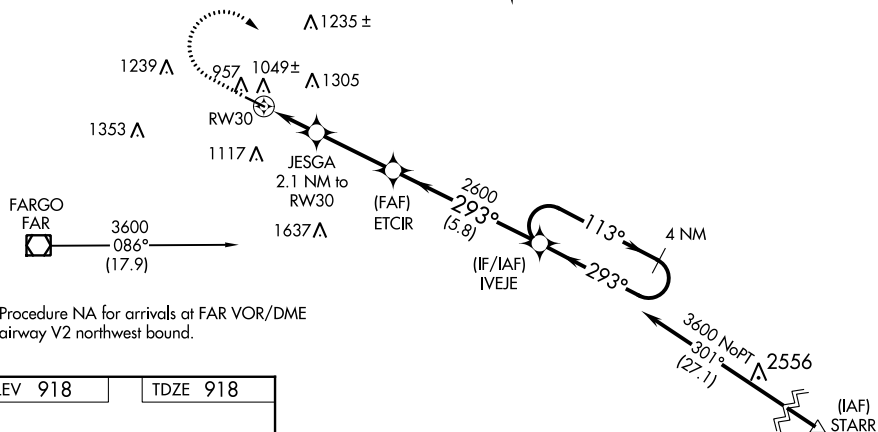 1235 ±
1239
957
1049±
1305
RW30
1353
1117
JESGA
2.1 NM to
RW30
(FAF)
ETCIR
2600
293°
(5.8)
113°
4 NM
293°
(IF/IAF)
IVEJE
FARGO
FAR
3600
086°
(17.9)
1637
Procedure NA for arrivals at FAR VOR/DME
airway V2 northwest bound.
3600 NoPT
301°
(27.1)
2556
(IAF)
STARR
LEV 918
TDZE 918